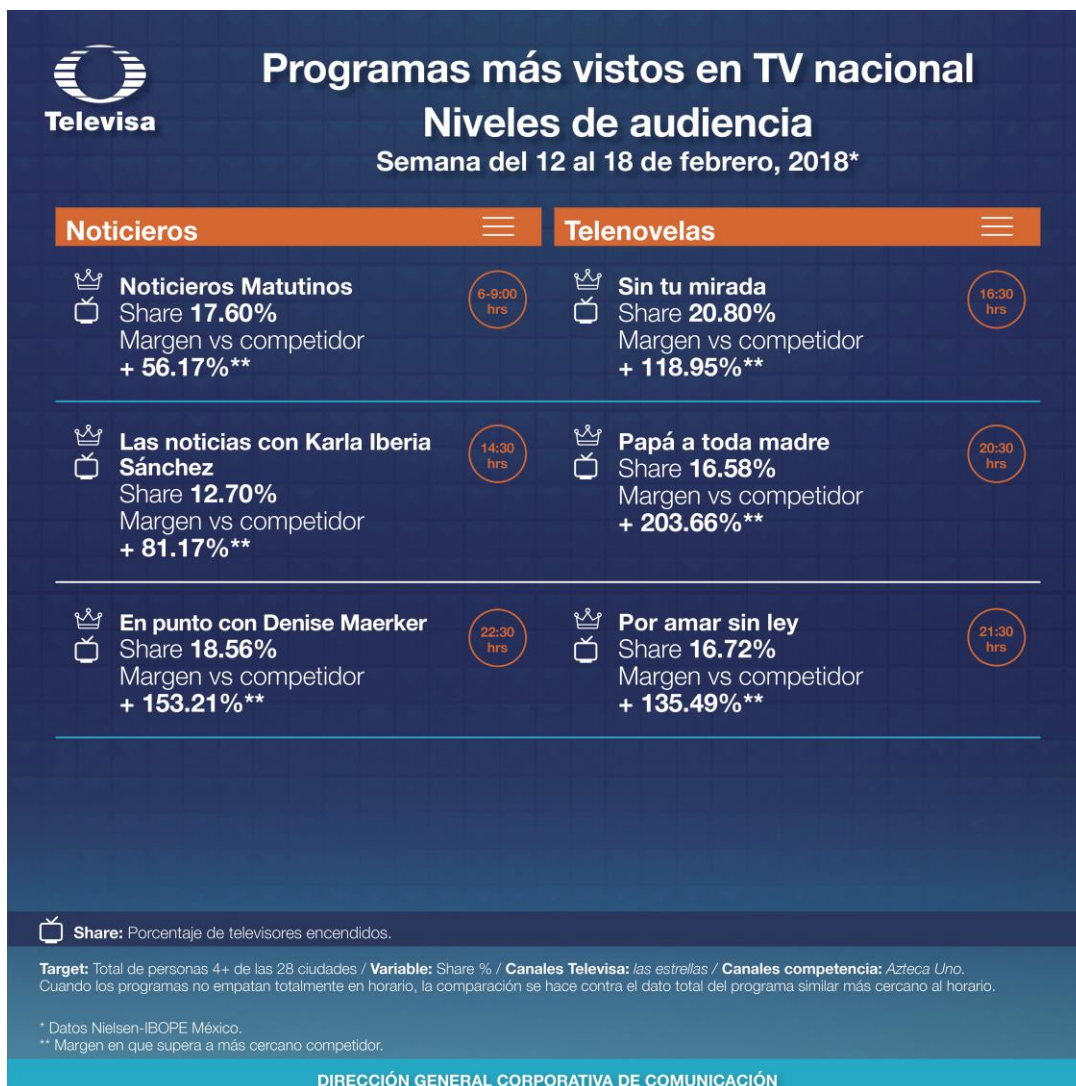 Televisa
Programas más vistos en TV nacional
Niveles de audiencia
Semana del 12 al 18 de febrero, 2018*
Noticieros
Noticieros Matutinos
Share 17.60%
Margen vs competidor
+ 56.17%**
6-9:00
hrs
Las noticias con Karla Iberia
Sánchez
Share 12.70%
Margen vs competidor
+ 81.17%**
14:30
hrs
En punto con Denise Maerker
Share 18.56%
Margen vs competidor
+ 153.21%**
22:30
hrs
Telenovelas
Sin tu mirada
Share 20.80%
Margen vs competidor
+ 118.95%**
16:30
hrs
Papá a toda madre
Share 16.58%
Margen vs competidor
+ 203.66%**
20:30
hrs
Por amar sin ley
Share 16.72%
Margen vs competidor
+ 135.49%**
21:30
hrs
Share: Porcentaje de televisores encendidos.
Target: Total de personas 4+ de las 28 ciudades / Variable: Share % / Canales Televisa: las estrellas / Canales competencia: Azteca Uno.
Cuando los programas no empatan totalmente en horario, la comparación se hace contra el dato total del programa similar más cercano al horario.
* Datos Nielsen-IBOPE México.
** Margen en que supera a más cercano competidor.
DIRECCIÓN GENERAL CORPORATIVA DE COMUNICACIÓN